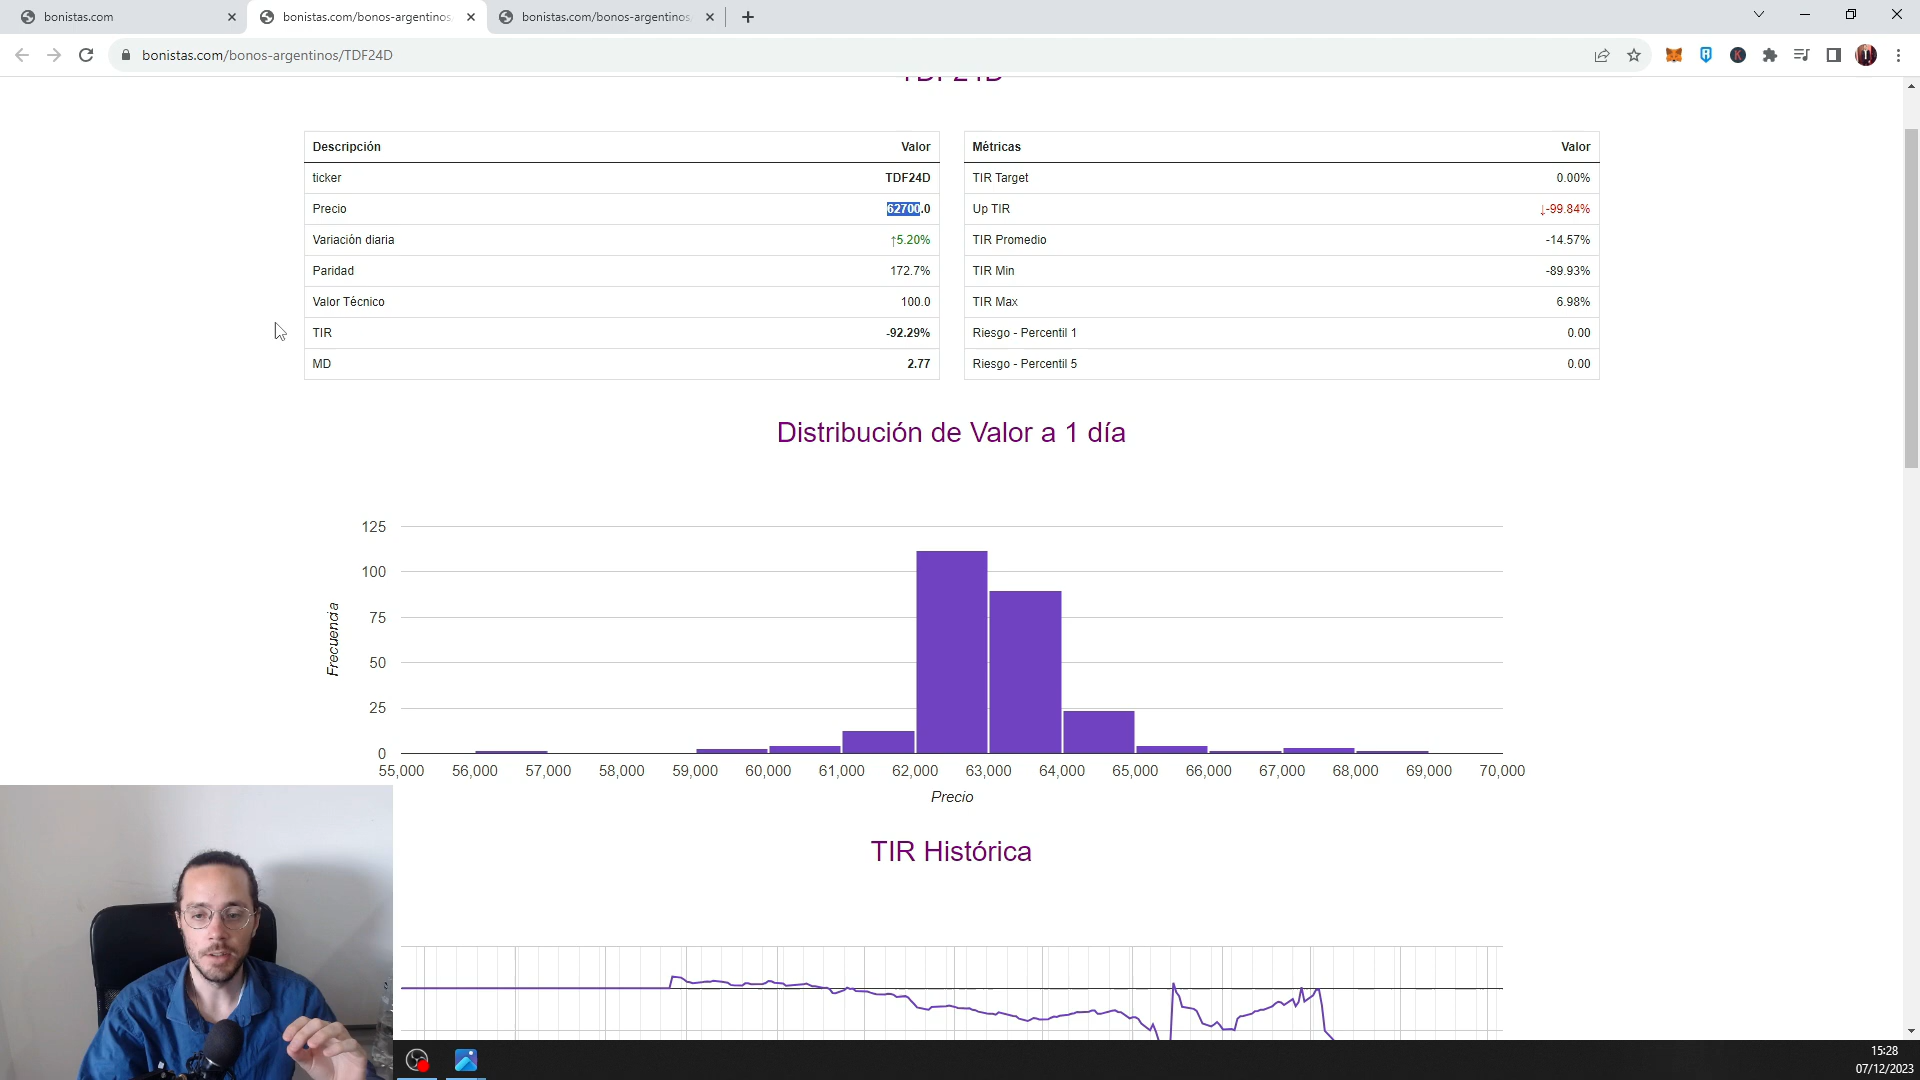 bonistas.com
bonistas.com/bonos-argentinos
bonistas.com/bonos-argentinos
bonistas.com/bonos-argentinos/TDF24D
TDF24D
Descripción Valor
ticker TDF24D
Precio 62700.0
Variación diaria ↑5.20%
Paridad 172.7%
Valor Técnico 100.0
TIR -92.29%
MD 2.77
Métricas Valor
TIR Target 0.00%
Up TIR ↓-99.84%
TIR Promedio -14.57%
TIR Min -89.93%
TIR Max 6.98%
Riesgo - Percentil 1 0.00
Riesgo - Percentil 5 0.00
Distribución de Valor a 1 día
125
100
75
50
25
0
Frecuencia
55,000 56,000 57,000 58,000 59,000 60,000 61,000 62,000 63,000 64,000 65,000 66,000 67,000 68,000 69,000 70,000
Precio
TIR Histórica
15:28
07/12/2023